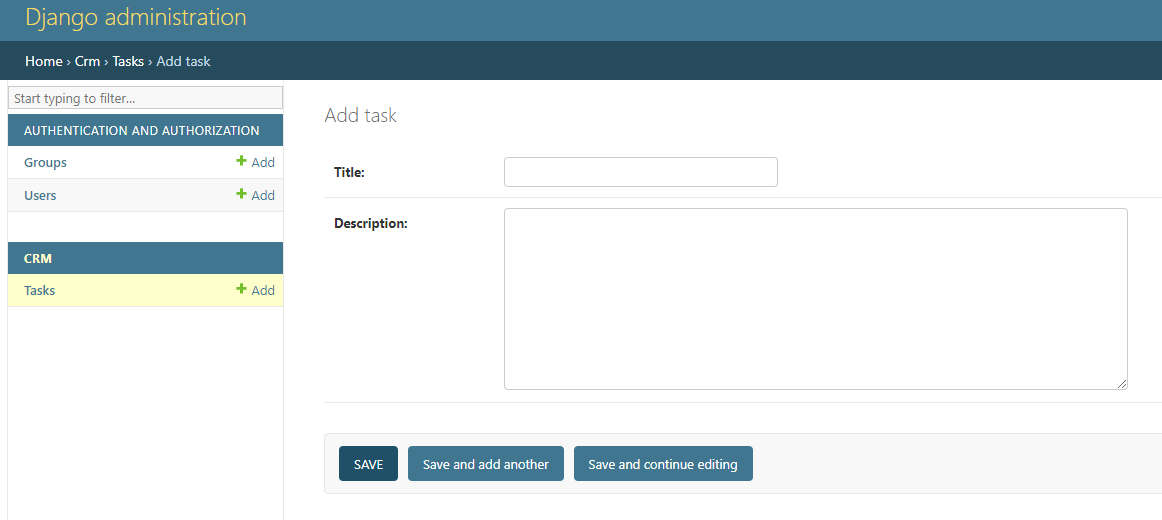 Django administration
Home › Crm › Tasks › Add task
Start typing to filter...
AUTHENTICATION AND AUTHORIZATION
Groups + Add
Users + Add
CRM
Tasks + Add
Add task
Title:
Description:
SAVE Save and add another Save and continue editing